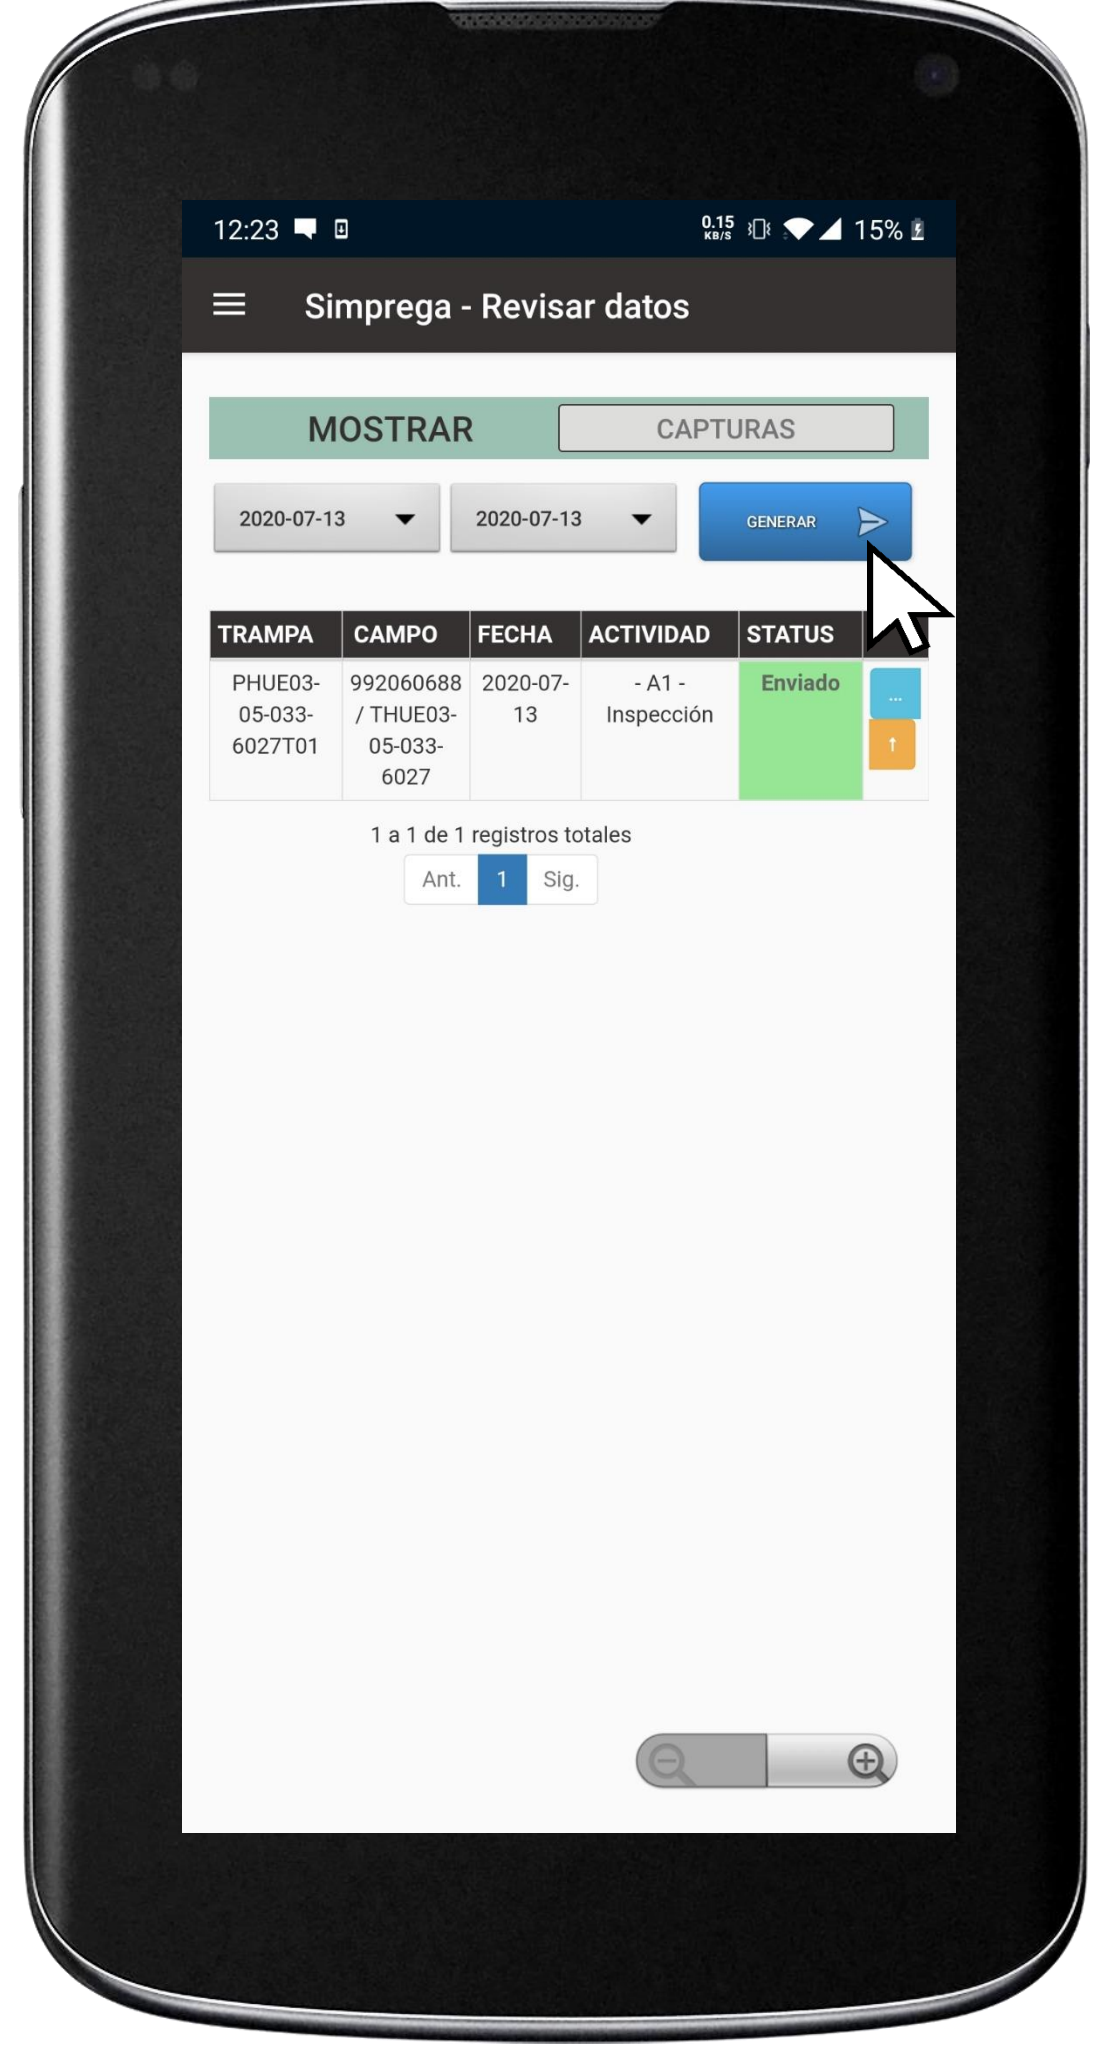 12:23 0.15 KB/S 15%
Simprega - Revisar datos
MOSTRAR CAPTURAS
2020-07-13 2020-07-13 GENERAR
TRAMPA CAMPO FECHA ACTIVIDAD STATUS
PHUE03- 992060688 2020-07- - A1 - Enviado ...
05-033- / THUE03- 13 Inspección
6027T01 05-033- ↑
6027
1 a 1 de 1 registros totales
Ant. 1 Sig.